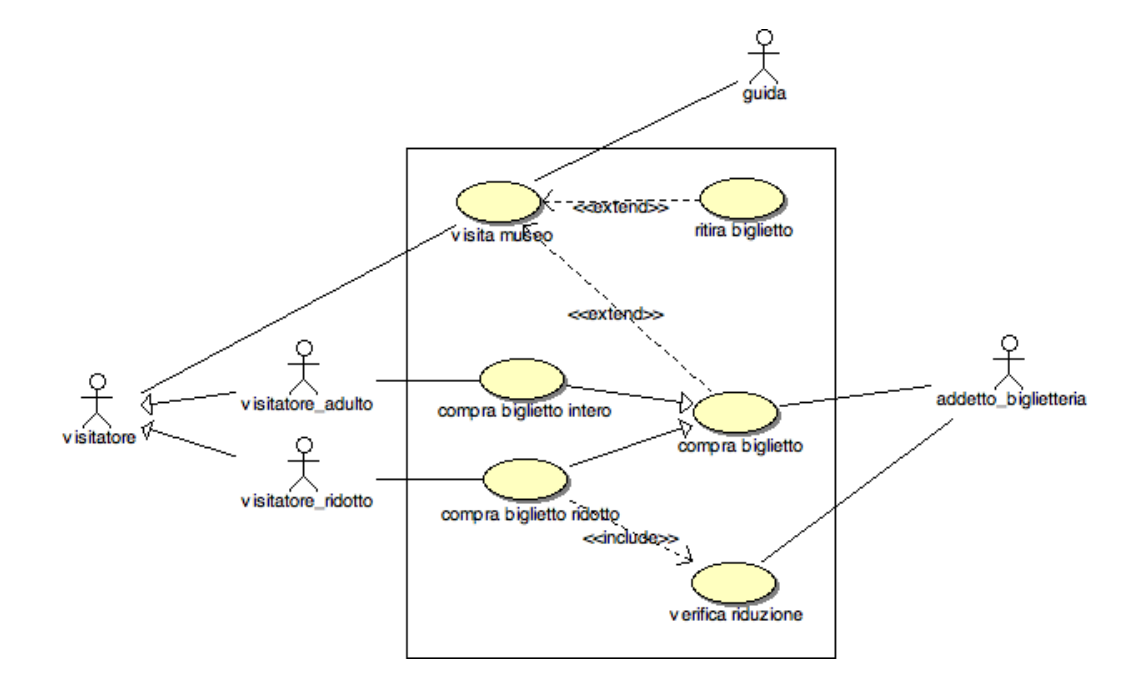 guida
<<extend>>
ritira biglietto
visita museo
<<extend>>
visitatore_adulto
compra biglietto intero
addetto_biglietteria
visitatore
compra biglietto
visitatore_ridotto
compra biglietto ridotto
<<include>>
verifica riduzione